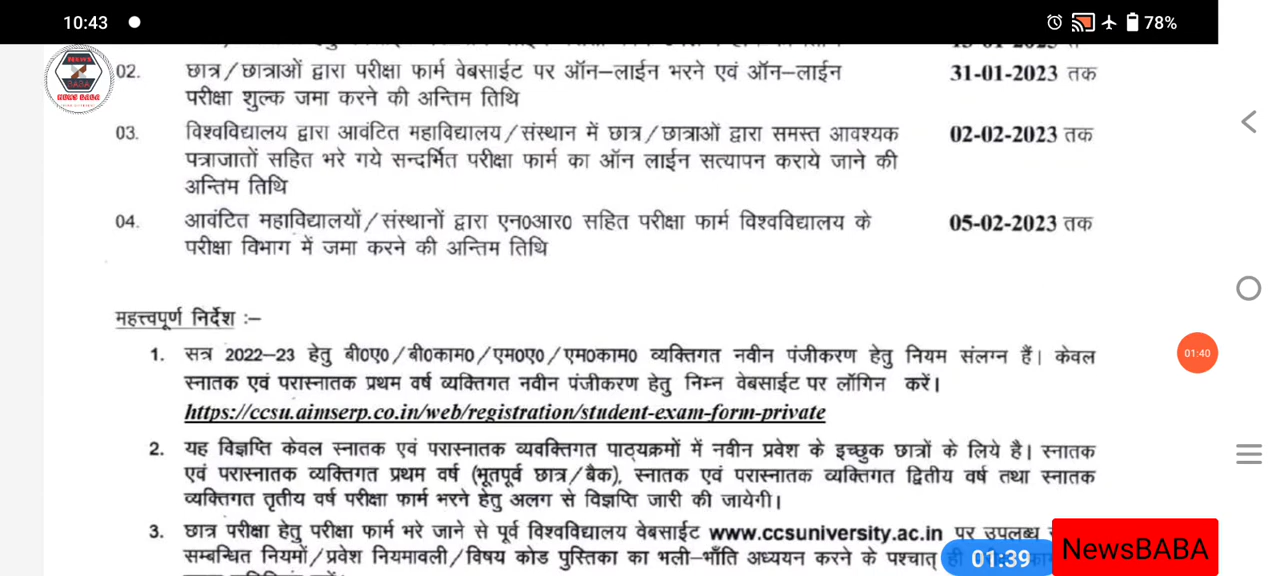 10:43
78%
02. छात्र/छात्राओं द्वारा परीक्षा फार्म वेबसाईट पर ऑन–लाईन भरने एवं ऑन–लाईन 31-01-2023 तक
परीक्षा शुल्क जमा करने की अन्तिम तिथि
03. विश्वविद्यालय द्वारा आवंटित महाविद्यालय/संस्थान में छात्र/छात्राओं द्वारा समस्त आवश्यक 02-02-2023 तक
पत्राजातों सहित भरे गये सन्दर्भित परीक्षा फार्म का ऑन लाईन सत्यापन कराये जाने की
अन्तिम तिथि
04. आवंटित महाविद्यालयों/संस्थानों द्वारा एन0आर0 सहित परीक्षा फार्म विश्वविद्यालय के 05-02-2023 तक
परीक्षा विभाग में जमा करने की अन्तिम तिथि
महत्त्वपूर्ण निर्देश :–
1. सत्र 2022–23 हेतु बी0ए0/बी0काम0/एम0ए0/एम0काम0 व्यक्तिगत नवीन पंजीकरण हेतु नियम संलग्न हैं। केवल
स्नातक एवं परास्नातक प्रथम वर्ष व्यक्तिगत नवीन पंजीकरण हेतु निम्न वेबसाईट पर लॉगिन करें।
https://ccsu.aimserp.co.in/web/registration/student-exam-form-private
01:40
2. यह विज्ञप्ति केवल स्नातक एवं परास्नातक व्यवक्तिगत पाठ्यक्रमों में नवीन प्रवेश के इच्छुक छात्रों के लिये है। स्नातक
एवं परास्नातक व्यक्तिगत प्रथम वर्ष (भूतपूर्व छात्र/बैक), स्नातक एवं परास्नातक व्यक्तिगत द्वितीय वर्ष तथा स्नातक
व्यक्तिगत तृतीय वर्ष परीक्षा फार्म भरने हेतु अलग से विज्ञप्ति जारी की जायेगी।
3. छात्र परीक्षा हेतु परीक्षा फार्म भरे जाने से पूर्व विश्वविद्यालय वेबसाईट www.ccsuniversity.ac.in पर उपलब्ध
सम्बन्धित नियमों/प्रवेश नियमावली/विषय कोड पुस्तिका का भली–भाँति अध्ययन करने के पश्चात्
01:39
NewsBABA
NEWS BABA